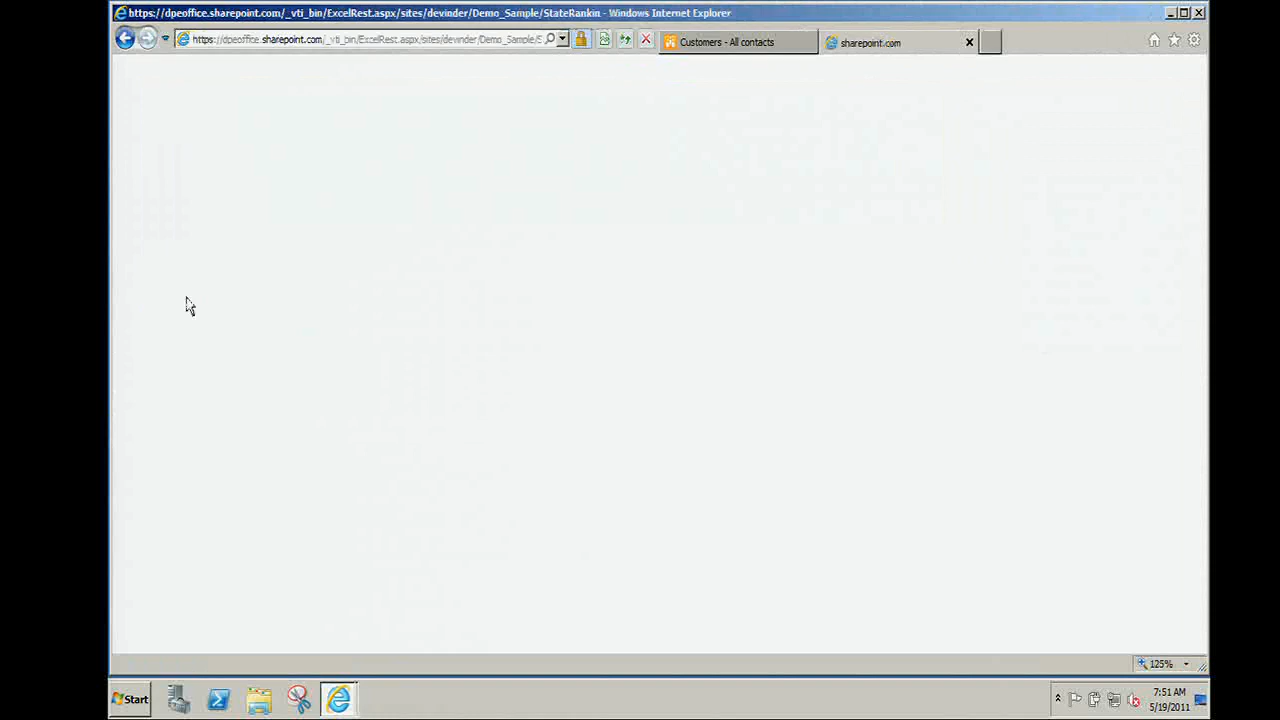 https://dpeoffice.sharepoint.com/_vti_bin/ExcelRest.aspx/sites/devinder/Demo_Sample/StateRankin - Windows Internet Explorer
https://dpeoffice.sharepoint.com/_vti_bin/ExcelRest.aspx/sites/devinder/Demo_Sample/S
Customers - All contacts
sharepoint.com
125%
Start
7:51 AM
5/19/2011